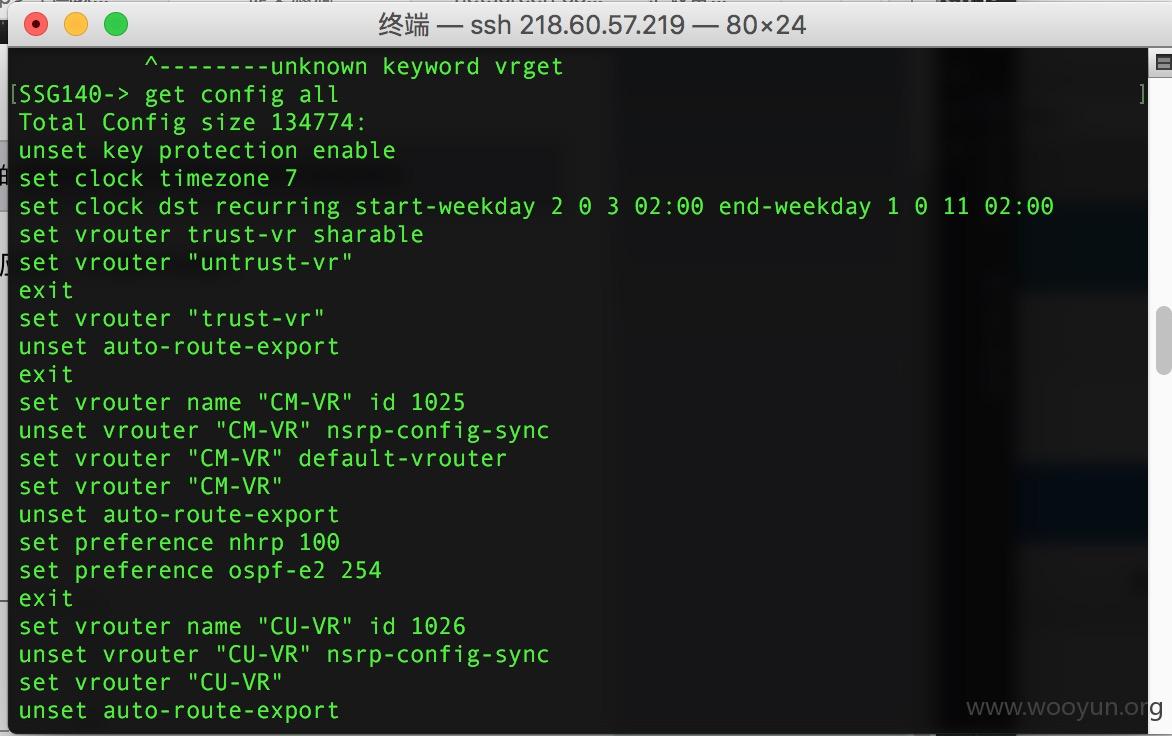 终端 — ssh 218.60.57.219 — 80×24
^--------unknown keyword vrget
[SSG140-> get config all ]
Total Config size 134774:
unset key protection enable
set clock timezone 7
set clock dst recurring start-weekday 2 0 3 02:00 end-weekday 1 0 11 02:00
set vrouter trust-vr sharable
set vrouter "untrust-vr"
exit
set vrouter "trust-vr"
unset auto-route-export
exit
set vrouter name "CM-VR" id 1025
unset vrouter "CM-VR" nsrp-config-sync
set vrouter "CM-VR" default-vrouter
set vrouter "CM-VR"
unset auto-route-export
set preference nhrp 100
set preference ospf-e2 254
exit
set vrouter name "CU-VR" id 1026
unset vrouter "CU-VR" nsrp-config-sync
set vrouter "CU-VR"
unset auto-route-export
www.wooyun.org